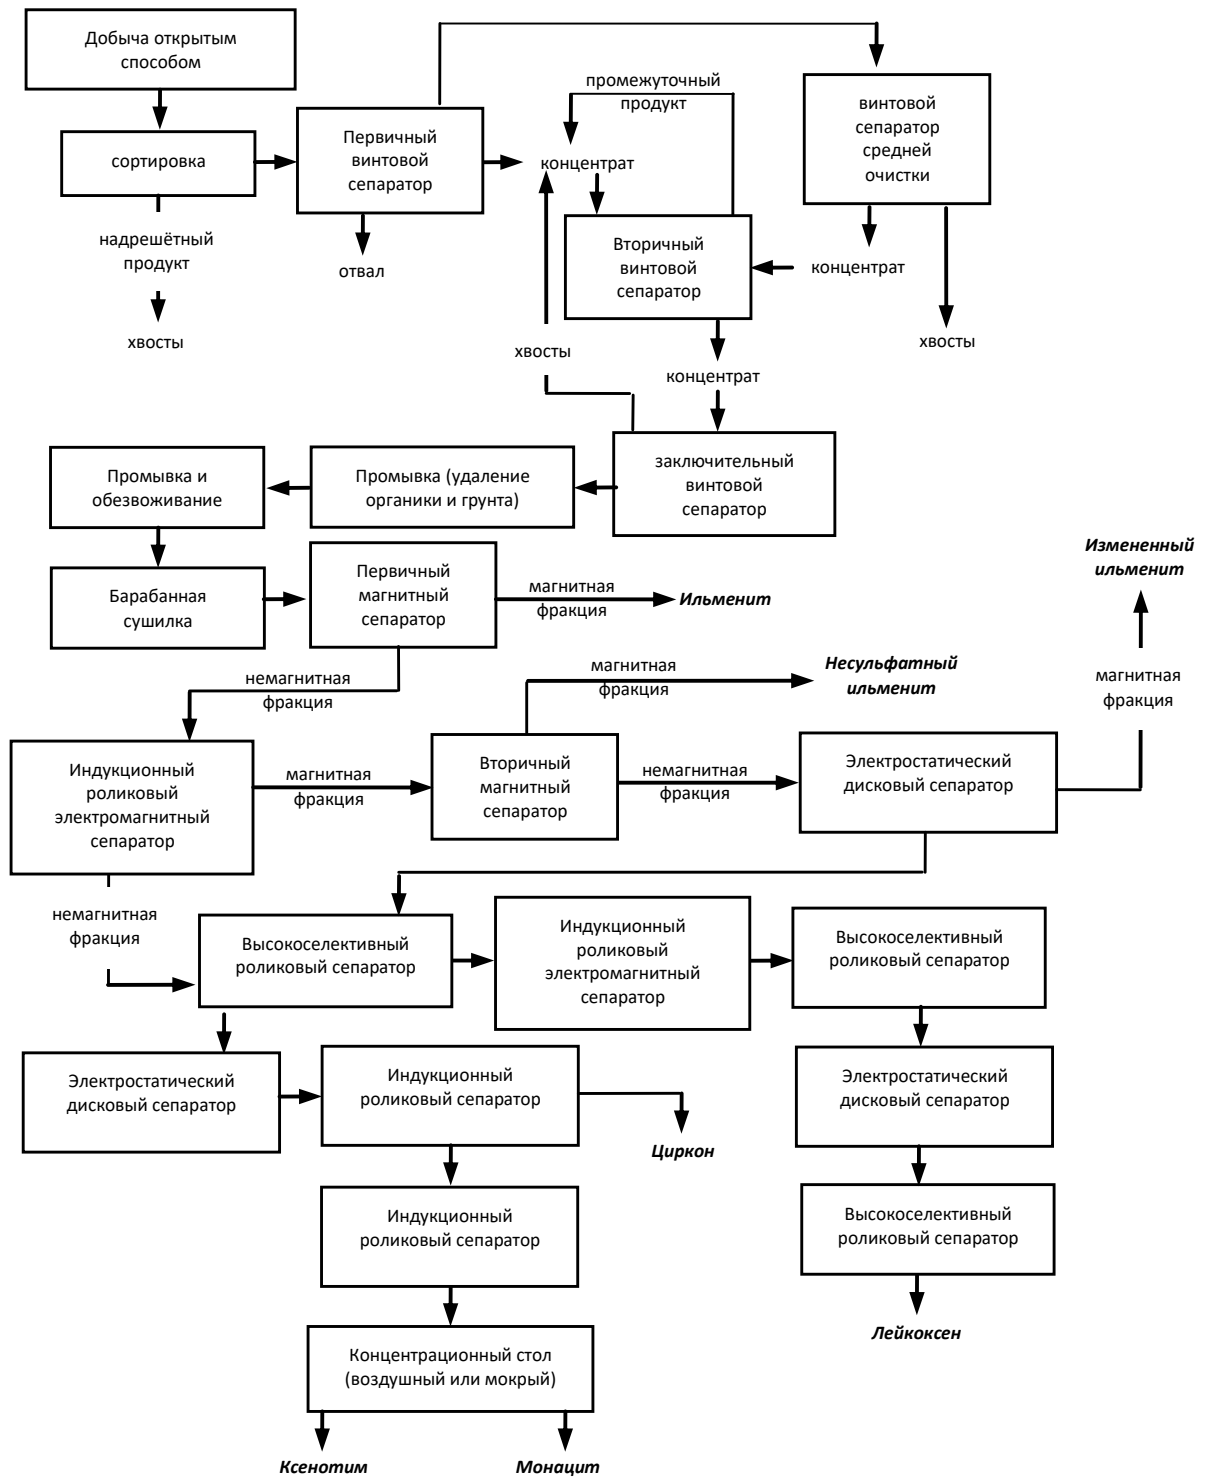 Добыча открытым
способом
сортировка
надрешётный
продукт
хвосты
Первичный
винтовой
сепаратор
отвал
промежуточный
продукт
концентрат
винтовой
сепаратор
средней
очистки
Вторичный
винтовой
сепаратор
концентрат
хвосты
хвосты
концентрат
заключительный
винтовой
сепаратор
Промывка (удаление
органики и грунта)
Промывка и
обезвоживание
Барабанная
сушилка
Первичный
магнитный
сепаратор
магнитная
фракция
Ильменит
Измененный
ильменит
немагнитная
фракция
магнитная
фракция
Несульфатный
ильменит
магнитная
фракция
Индукционный
роликовый
электромагнитный
сепаратор
магнитная
фракция
Вторичный
магнитный
сепаратор
немагнитная
фракция
Электростатический
дисковый сепаратор
немагнитная
фракция
Высокоселективный
роликовый сепаратор
Индукционный
роликовый
электромагнитный
сепаратор
Высокоселективный
роликовый сепаратор
Электростатический
дисковый сепаратор
Индукционный
роликовый сепаратор
Циркон
Электростатический
дисковый сепаратор
Индукционный
роликовый сепаратор
Высокоселективный
роликовый сепаратор
Лейкоксен
Концентрационный стол
(воздушный или мокрый)
Ксенотим
Монацит